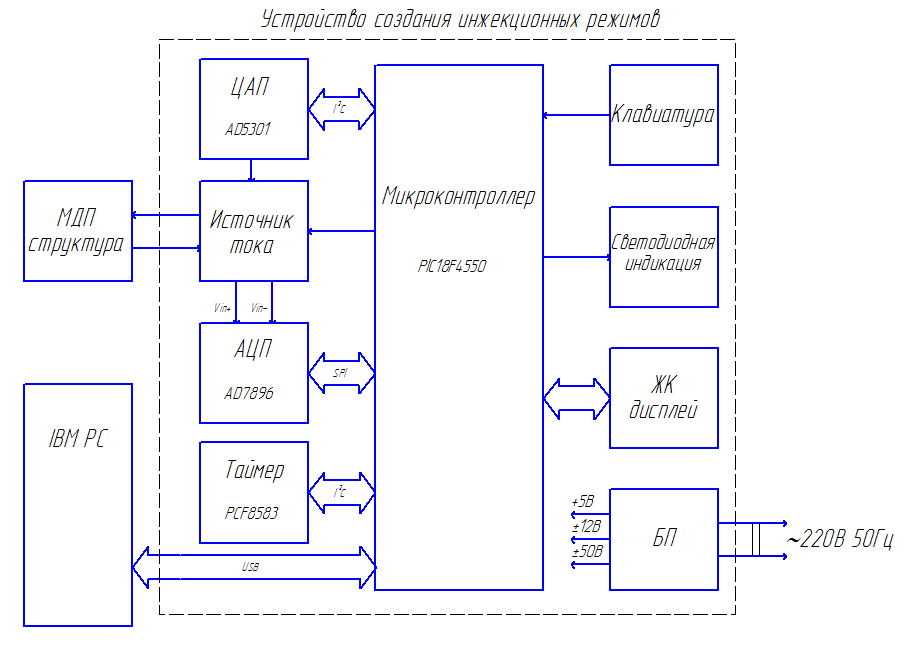 Устройство создания инжекционных режимов
ЦАП
AD5301
I²C
Микроконтроллер
PIC18F4550
Клавиатура
МДП
структура
Источник
тока
Светодиодная
индикация
Vin+
Vin-
АЦП
AD7896
SPI
ЖК
дисплей
IBM PC
Таймер
PCF8583
I²C
USB
+5В
±12В
±50В
БП
~220В 50Гц